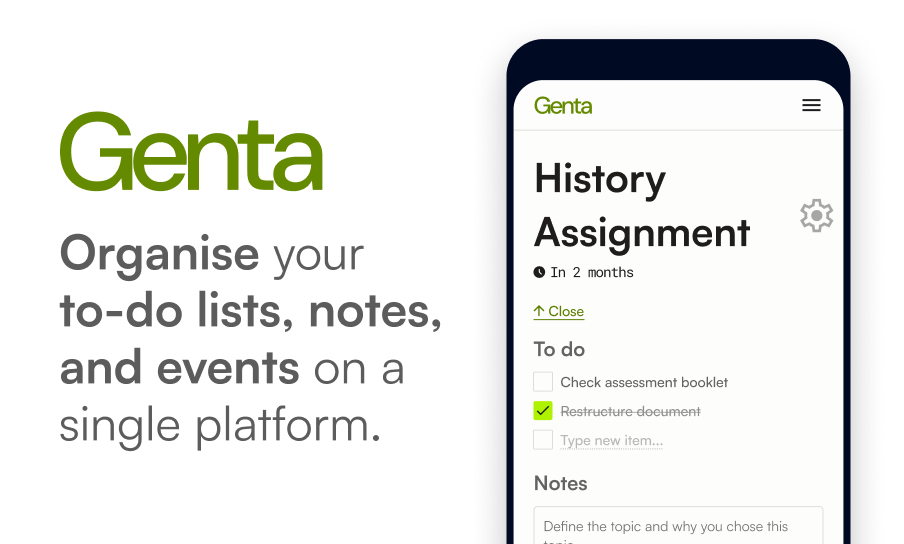 Genta
Organise your
to-do lists, notes,
and events on a
single platform.
Genta
History
Assignment
In 2 months
↑ Close
To do
Check assessment booklet
Restructure document
Type new item...
Notes
Define the topic and why you chose this
topic